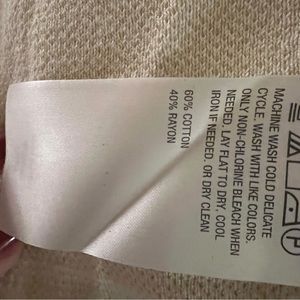 60% COTTON
40% RAYON
MACHINE WASH COLD DELICATE
CYCLE. WASH WITH LIKE COLORS.
ONLY NON-CHLORINE BLEACH WHEN
NEEDED. LAY FLAT TO DRY. COOL
IRON IF NEEDED. OR DRY CLEAN